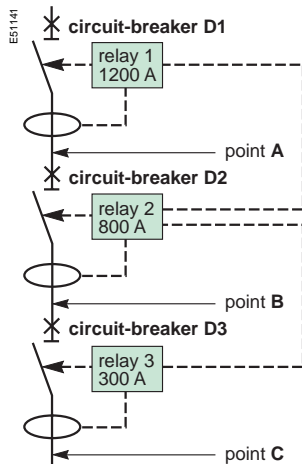 E51141
circuit-breaker D1
relay 1
1200 A
point A
circuit-breaker D2
relay 2
800 A
point B
circuit-breaker D3
relay 3
300 A
point C